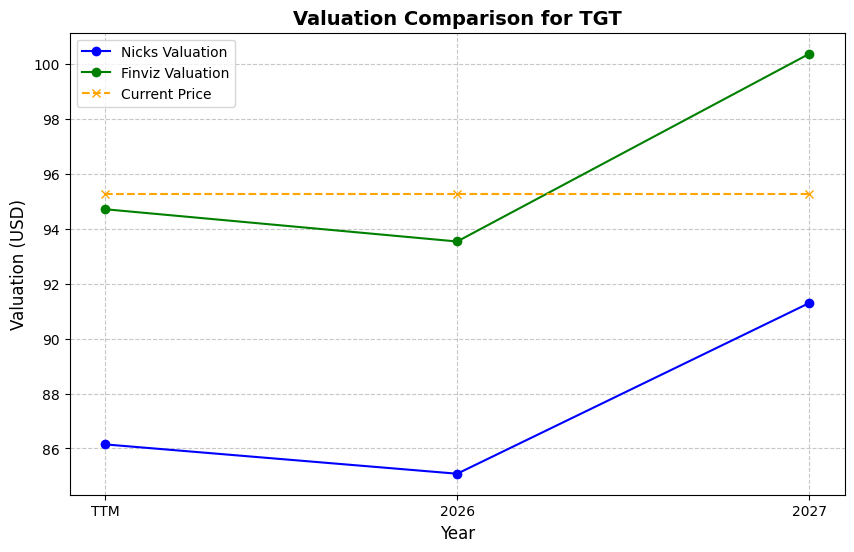 Valuation Comparison for TGT
Nicks Valuation
Finviz Valuation
Current Price
Valuation (USD)
100
98
96
94
92
90
88
86
TTM
2026
2027
Year